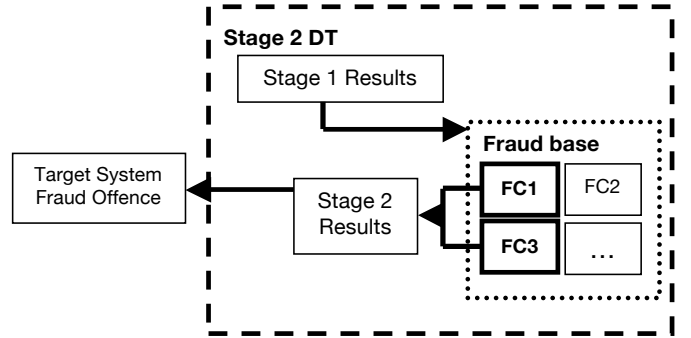 Stage 2 DT
Stage 1 Results
Fraud base
Target System
Fraud Offence
Stage 2
Results
FC1
FC2
FC3
...